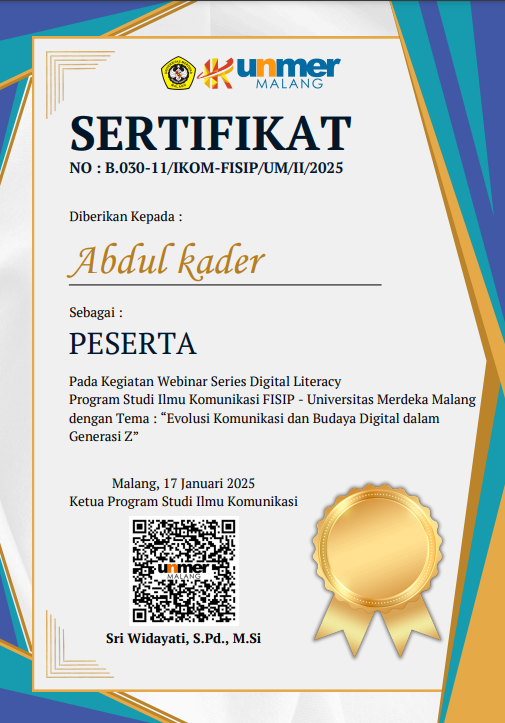 unmer
MALANG
SERTIFIKAT
NO : B.030-11/IKOM-FISIP/UM/II/2025
Diberikan Kepada :
Abdul kader
Sebagai :
PESERTA
Pada Kegiatan Webinar Series Digital Literacy
Program Studi Ilmu Komunikasi FISIP - Universitas Merdeka Malang
dengan Tema : “Evolusi Komunikasi dan Budaya Digital dalam
Generasi Z”
Malang, 17 Januari 2025
Ketua Program Studi Ilmu Komunikasi
unmer
MALANG
Sri Widayati, S.Pd., M.Si